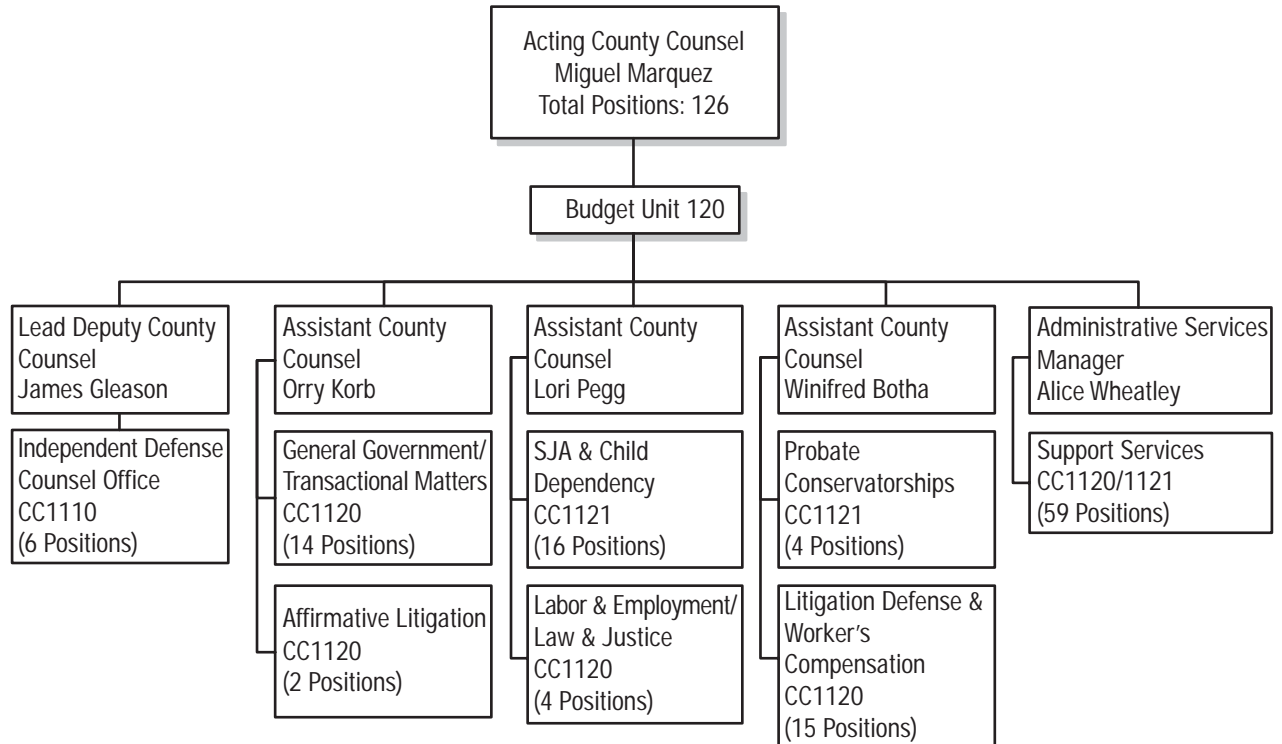 Acting County Counsel
Miguel Marquez
Total Positions: 126
Budget Unit 120
Lead Deputy County
Counsel
James Gleason
Independent Defense
Counsel Office
CC1110
(6 Positions)
Assistant County
Counsel
Orry Korb
General Government/
Transactional Matters
CC1120
(14 Positions)
Affirmative Litigation
CC1120
(2 Positions)
Assistant County
Counsel
Lori Pegg
SJA & Child
Dependency
CC1121
(16 Positions)
Labor & Employment/
Law & Justice
CC1120
(4 Positions)
Assistant County
Counsel
Winifred Botha
Probate
Conservatorships
CC1121
(4 Positions)
Litigation Defense &
Worker's
Compensation
CC1120
(15 Positions)
Administrative Services
Manager
Alice Wheatley
Support Services
CC1120/1121
(59 Positions)